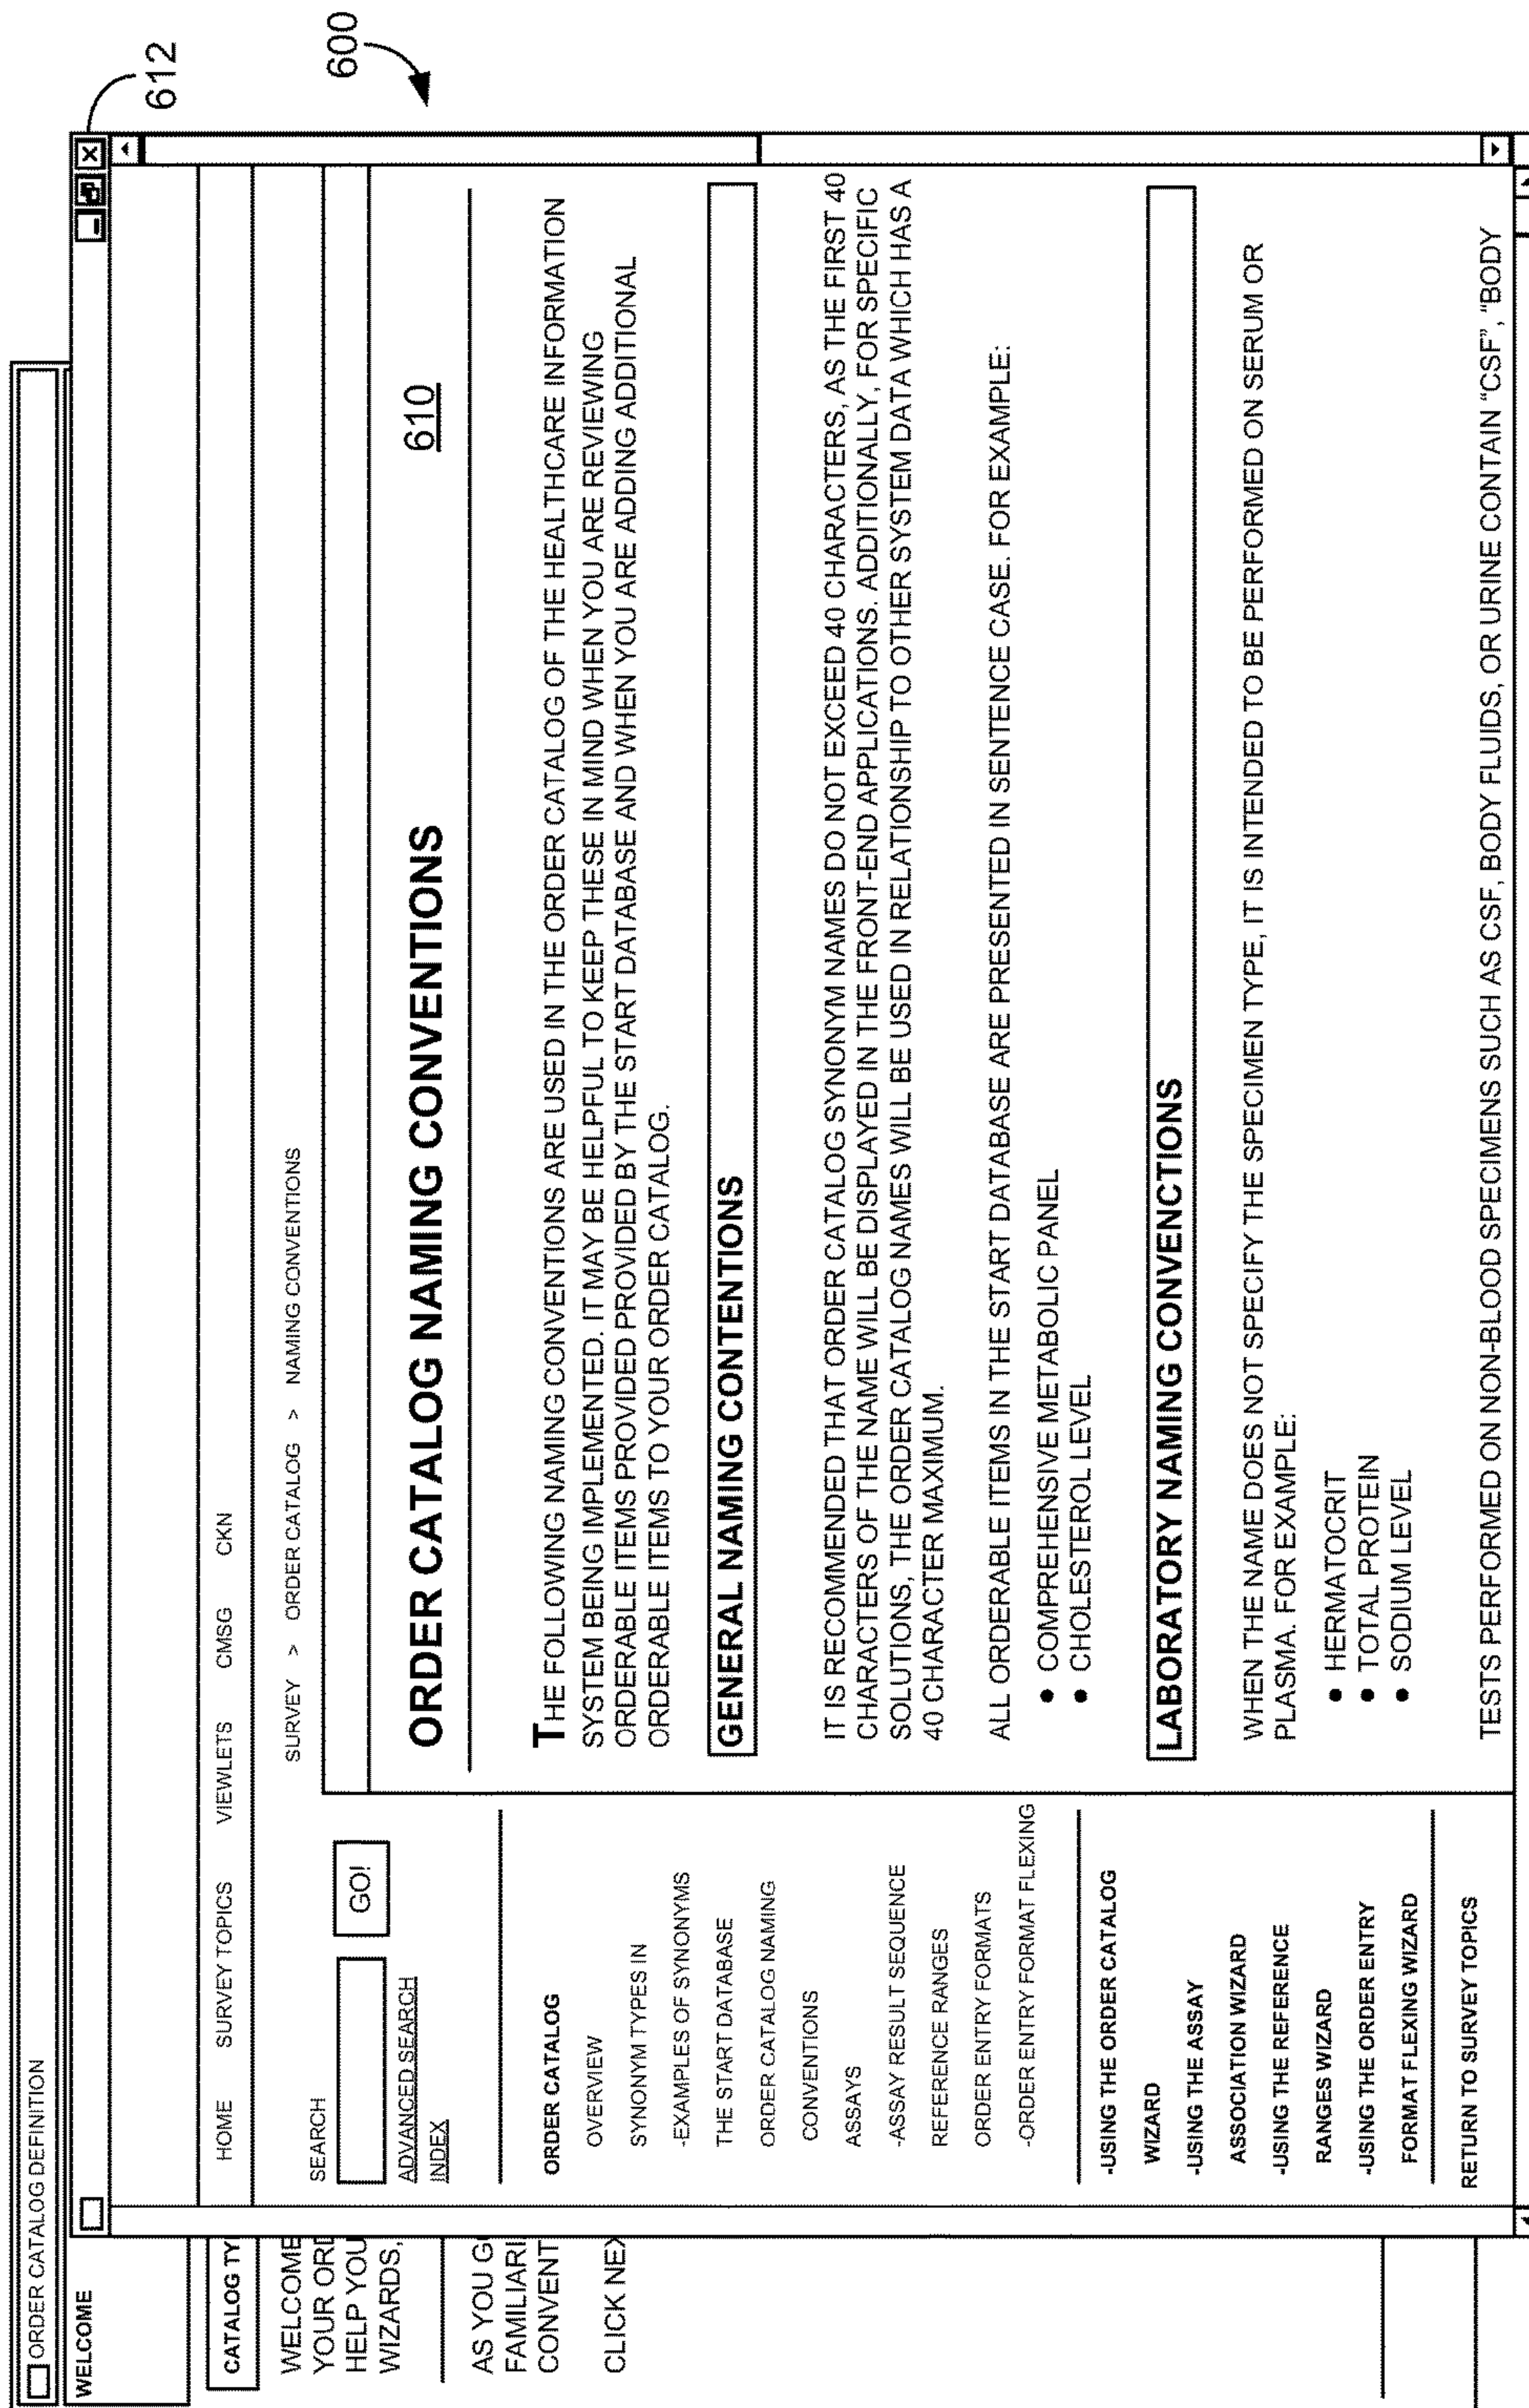 ORDER CATALOG DEFINITION
WELCOME
CATALOG TY
WELCOME
YOUR ORD
HELP YOU
WIZARDS,
AS YOU G
FAMILIARI
CONVENT
CLICK NEX
612
600
HOME SURVEY TOPICS VIEWLETS CMSG CKN
SURVEY > ORDER CATALOG > NAMING CONVENTIONS
SEARCH
GO!
ADVANCED SEARCH
INDEX
ORDER CATALOG
OVERVIEW
SYNONYM TYPES IN
-EXAMPLES OF SYNONYMS
THE START DATABASE
ORDER CATALOG NAMING
CONVENTIONS
ASSAYS
-ASSAY RESULT SEQUENCE
REFERENCE RANGES
ORDER ENTRY FORMATS
-ORDER ENTRY FORMAT FLEXING
-USING THE ORDER CATALOG
WIZARD
-USING THE ASSAY
ASSOCIATION WIZARD
-USING THE REFERENCE
RANGES WIZARD
-USING THE ORDER ENTRY
FORMAT FLEXING WIZARD
RETURN TO SURVEY TOPICS
ORDER CATALOG NAMING CONVENTIONS 610
THE FOLLOWING NAMING CONVENTIONS ARE USED IN THE ORDER CATALOG OF THE HEALTHCARE INFORMATION
SYSTEM BEING IMPLEMENTED. IT MAY BE HELPFUL TO KEEP THESE IN MIND WHEN YOU ARE REVIEWING
ORDERABLE ITEMS PROVIDED PROVIDED BY THE START DATABASE AND WHEN YOU ARE ADDING ADDITIONAL
ORDERABLE ITEMS TO YOUR ORDER CATALOG.
GENERAL NAMING CONTENTIONS
IT IS RECOMMENDED THAT ORDER CATALOG SYNONYM NAMES DO NOT EXCEED 40 CHARACTERS, AS THE FIRST 40
CHARACTERS OF THE NAME WILL BE DISPLAYED IN THE FRONT-END APPLICATIONS. ADDITIONALLY, FOR SPECIFIC
SOLUTIONS, THE ORDER CATALOG NAMES WILL BE USED IN RELATIONSHIP TO OTHER SYSTEM DATA WHICH HAS A
40 CHARACTER MAXIMUM.
ALL ORDERABLE ITEMS IN THE START DATABASE ARE PRESENTED IN SENTENCE CASE. FOR EXAMPLE:
• COMPREHENSIVE METABOLIC PANEL
• CHOLESTEROL LEVEL
LABORATORY NAMING CONVENCTIONS
WHEN THE NAME DOES NOT SPECIFY THE SPECIMEN TYPE, IT IS INTENDED TO BE PERFORMED ON SERUM OR
PLASMA. FOR EXAMPLE:
• HERMATOCRIT
• TOTAL PROTEIN
• SODIUM LEVEL
TESTS PERFORMED ON NON-BLOOD SPECIMENS SUCH AS CSF, BODY FLUIDS, OR URINE CONTAIN “CSF”, “BODY